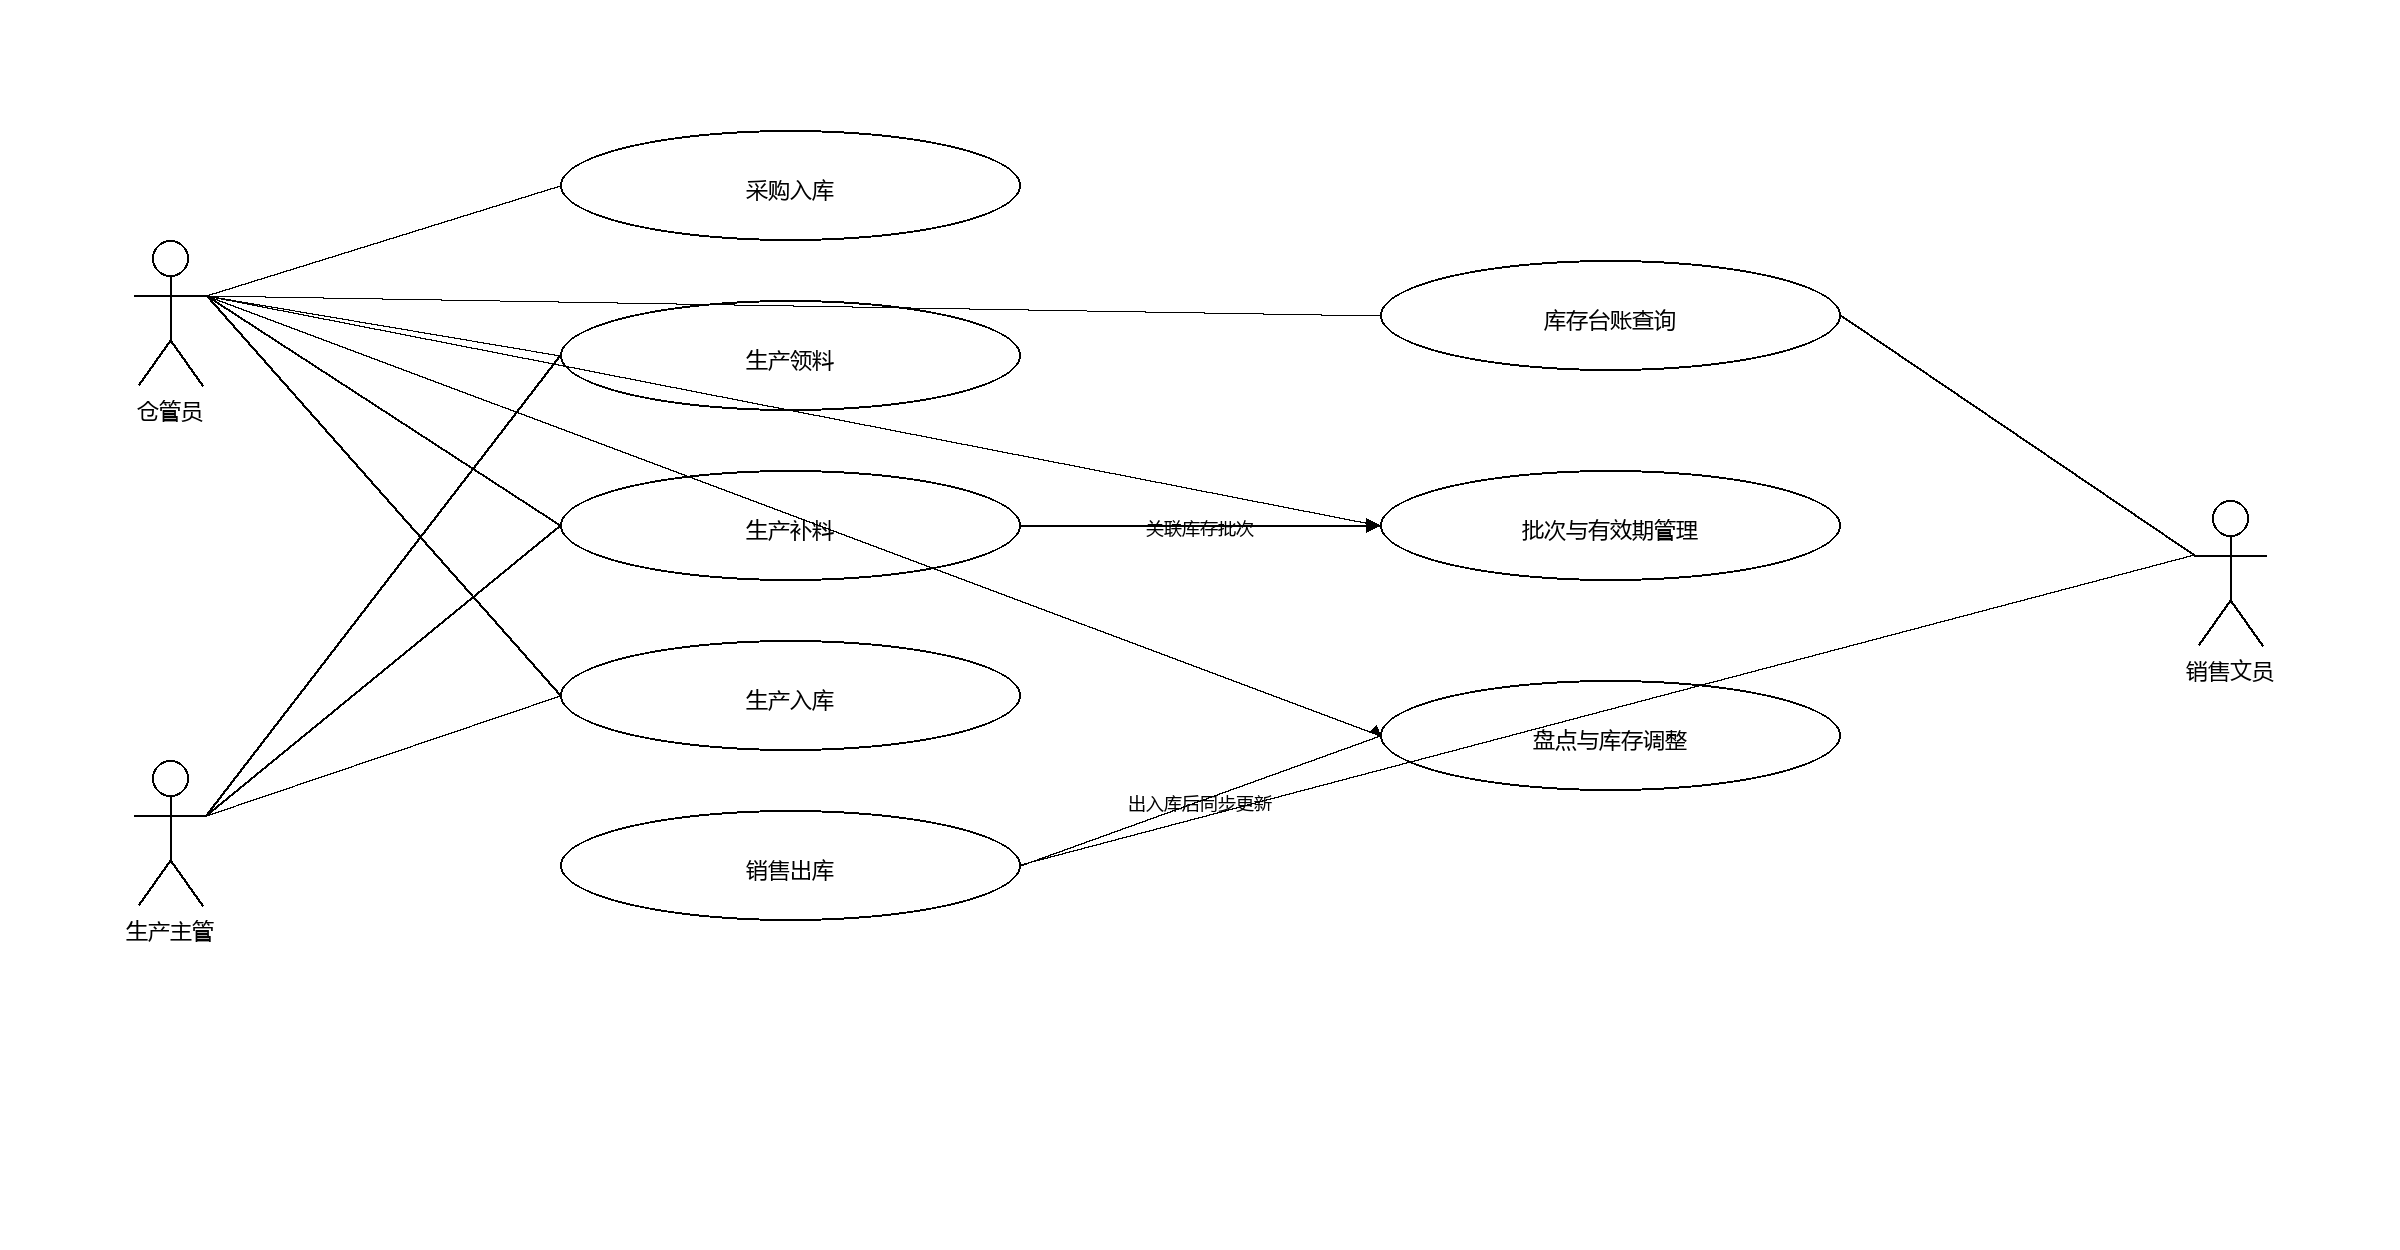 采购入库
仓管员
生产领料
库存台账查询
生产补料
关联库存批次
批次与有效期管理
销售文员
生产入库
盘点与库存调整
出入库后同步更新
销售出库
生产主管